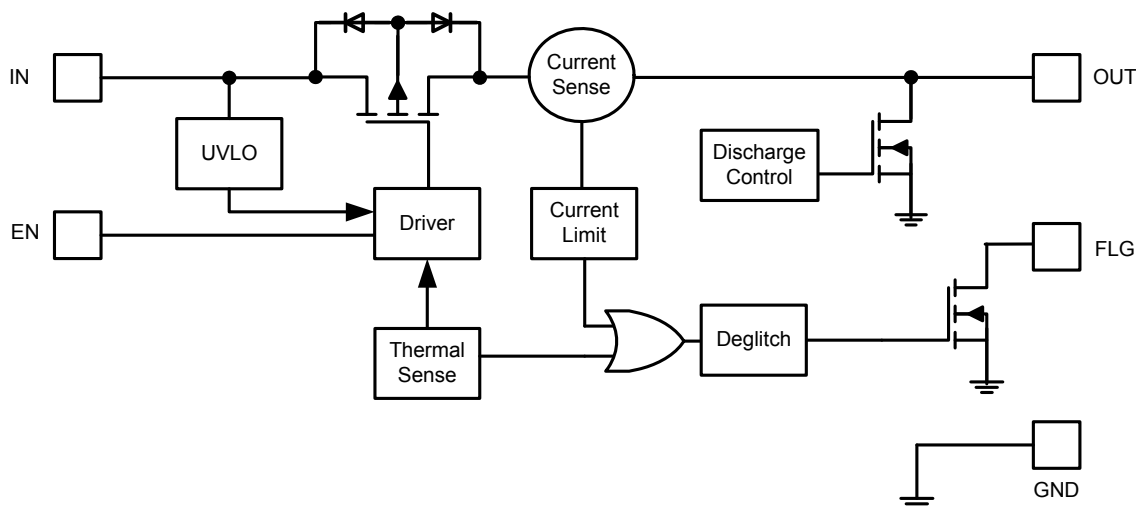 IN
Current
Sense
OUT
UVLO
Discharge
Control
Driver
Current
Limit
EN
FLG
Thermal
Sense
Deglitch
GND